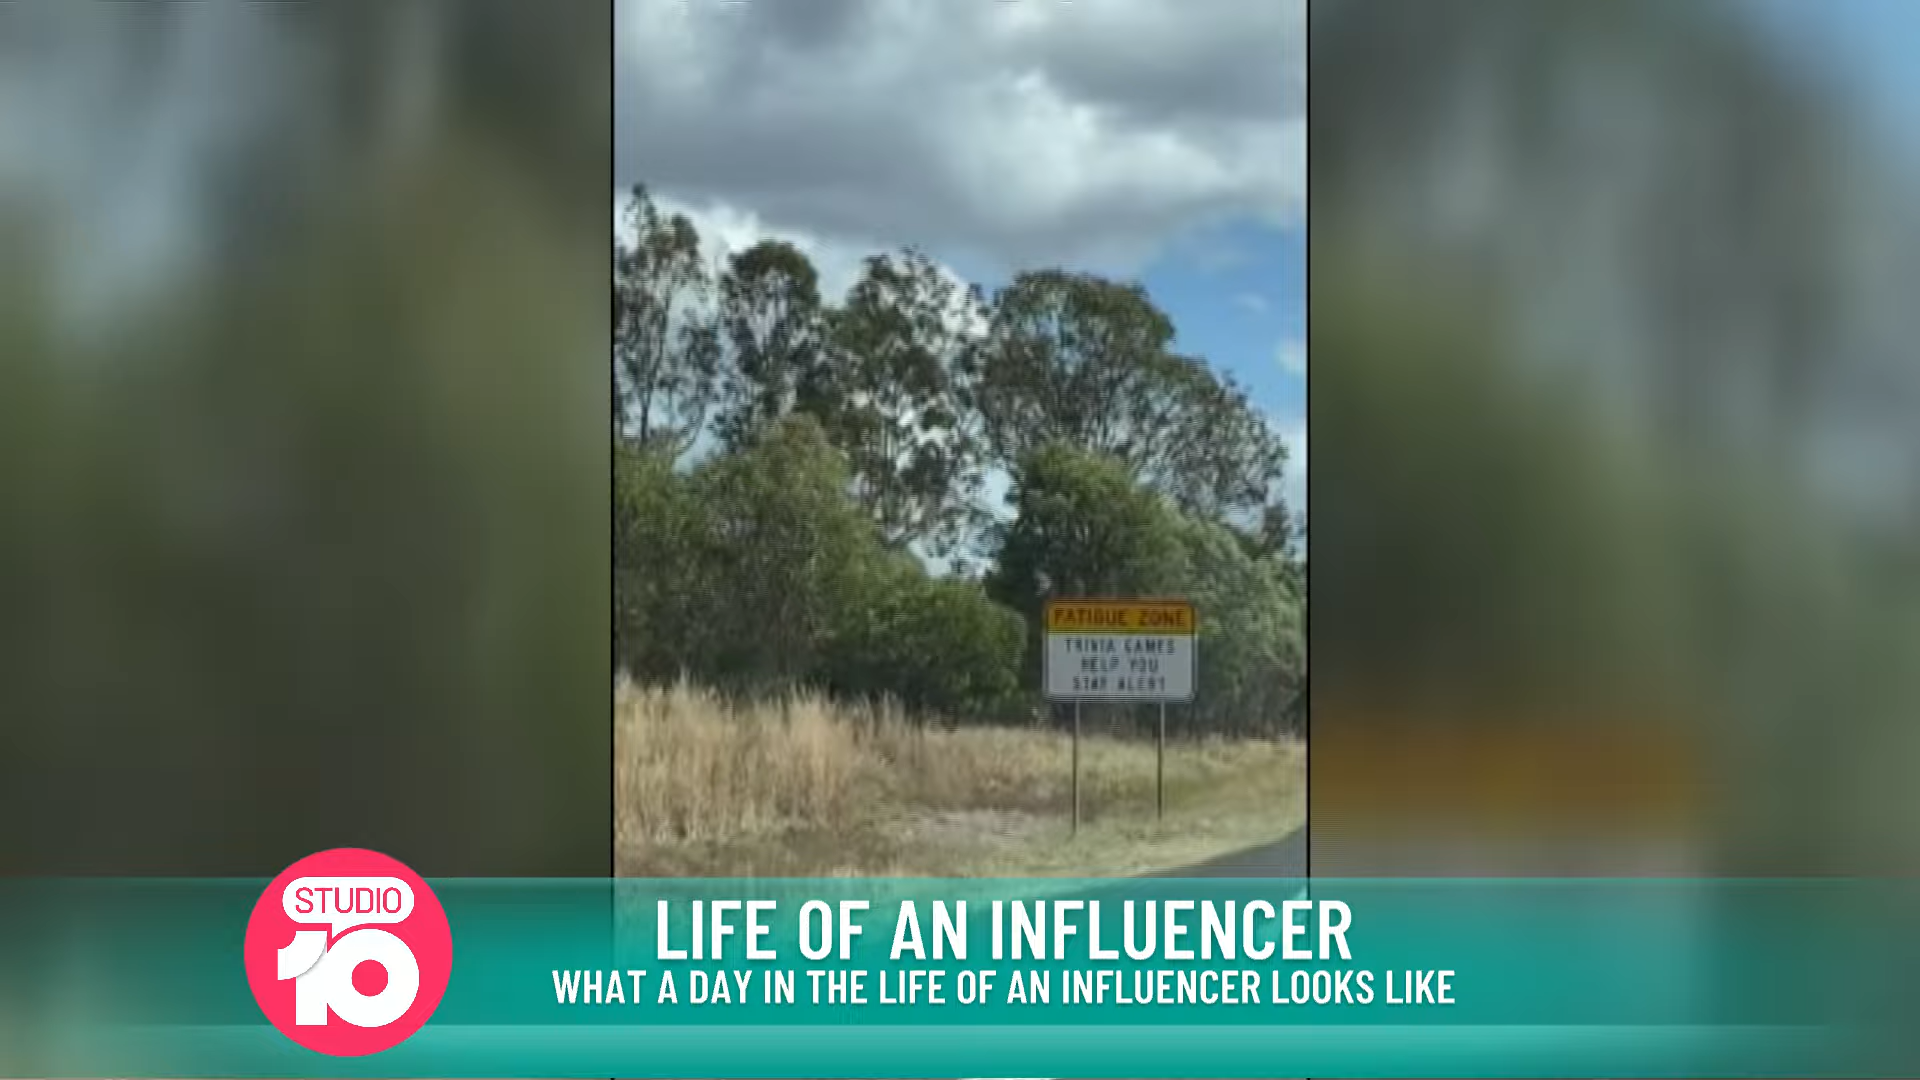 FATIGUE ZONE
TRIVIA GAMES
HELP YOU
STAY ALERT
STUDIO
10
LIFE OF AN INFLUENCER
WHAT A DAY IN THE LIFE OF AN INFLUENCER LOOKS LIKE